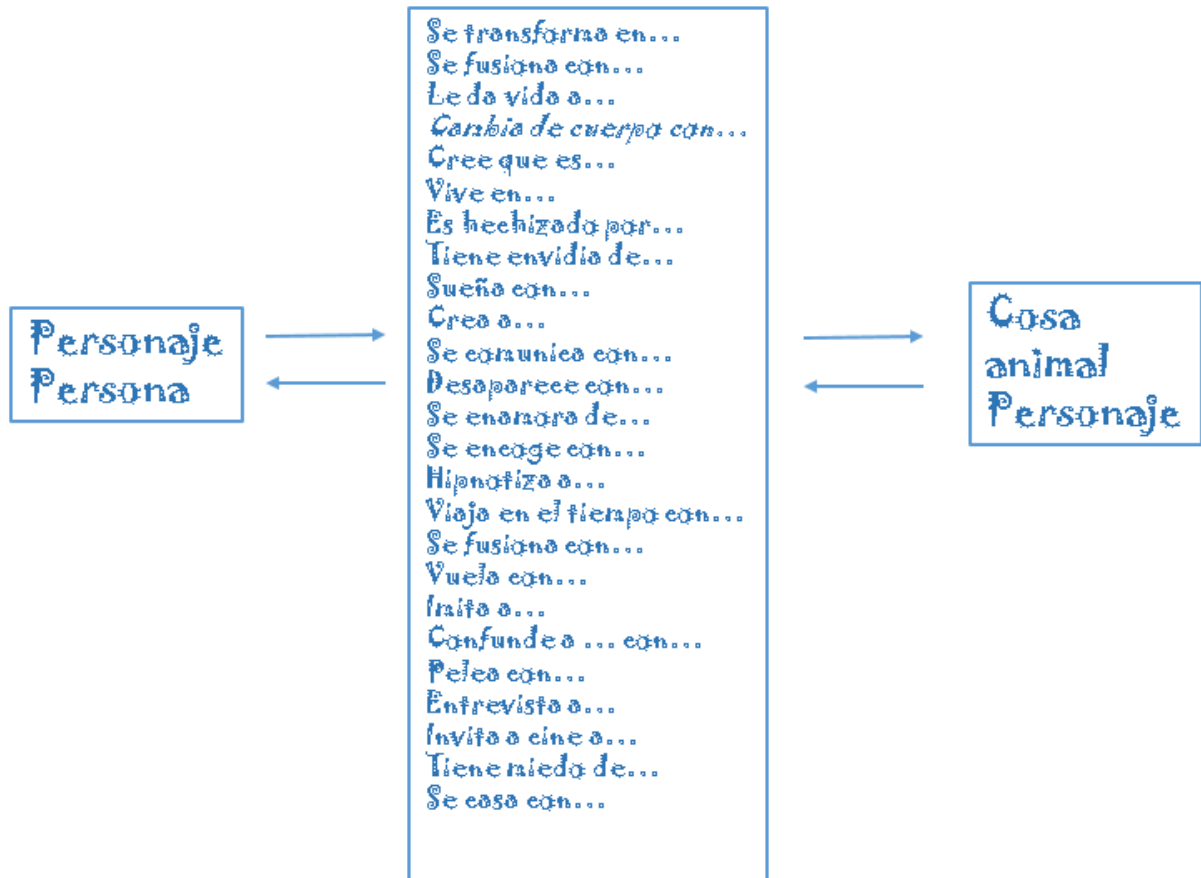 Personaje
Persona
Se transforma en...
Se fusiona con...
Le da vida a...
Cambia de cuerpo con...
Cree que es...
Vive en...
Es hechizado por...
Tiene envidia de...
Sueña con...
Crea a...
Se comunica con...
Desaparece con...
Se enamora de...
Se encoge con...
Hipnotiza a...
Viaja en el tiempo con...
Se fusiona con...
Vuela con...
Imita a...
Confunde a ... con...
Pelea con...
Entrevista a...
Invita a cine a...
Tiene miedo de...
Se casa con...
Cosa
animal
Personaje